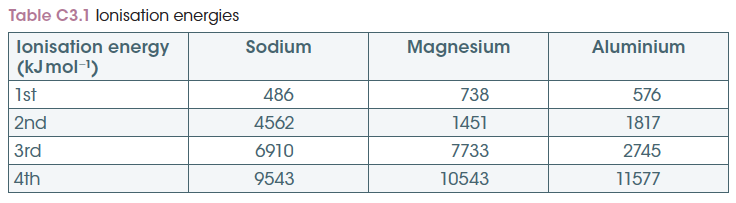 Table C3.1 Ionisation energies
Ionisation energy Sodium Magnesium Aluminium
(kJ mol⁻¹)
1st 486 738 576
2nd 4562 1451 1817
3rd 6910 7733 2745
4th 9543 10543 11577